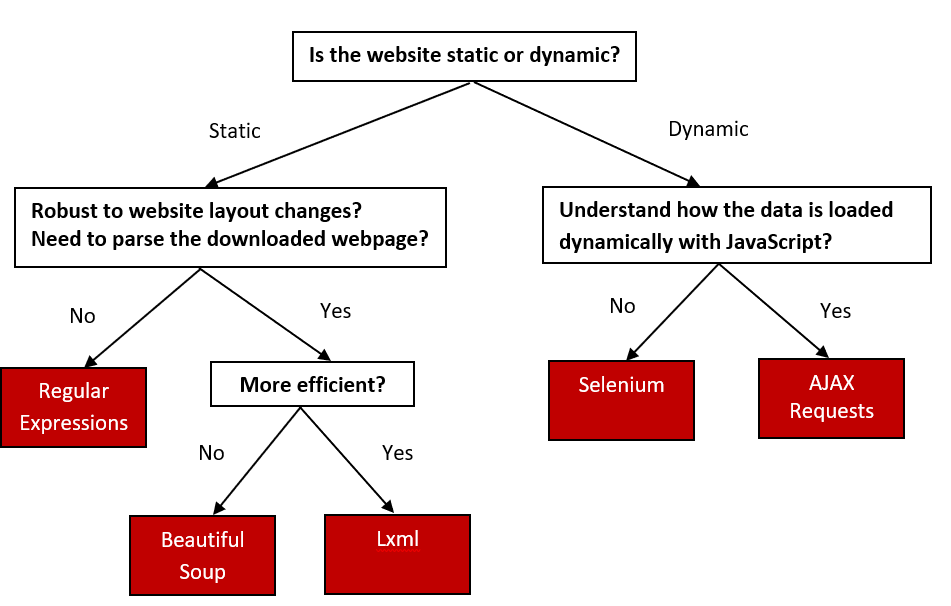 Is the website static or dynamic?
Static
Dynamic
Robust to website layout changes?
Need to parse the downloaded webpage?
Understand how the data is loaded
dynamically with JavaScript?
No
Yes
No
Yes
Regular
Expressions
More efficient?
Selenium
AJAX
Requests
No
Yes
Beautiful
Soup
Lxml